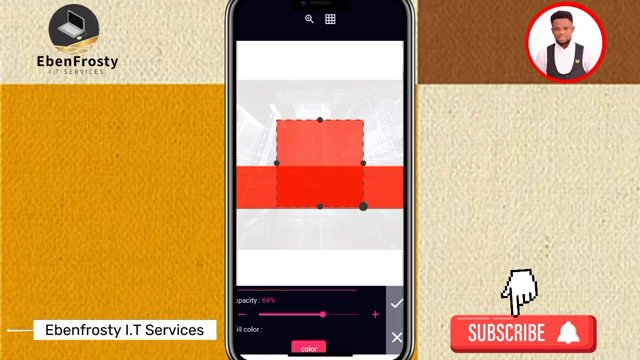 EbenFrosty
I.T SERVICES
pacity : 64%
ill color :
color
Ebenfrosty I.T Services
SUBSCRIBE